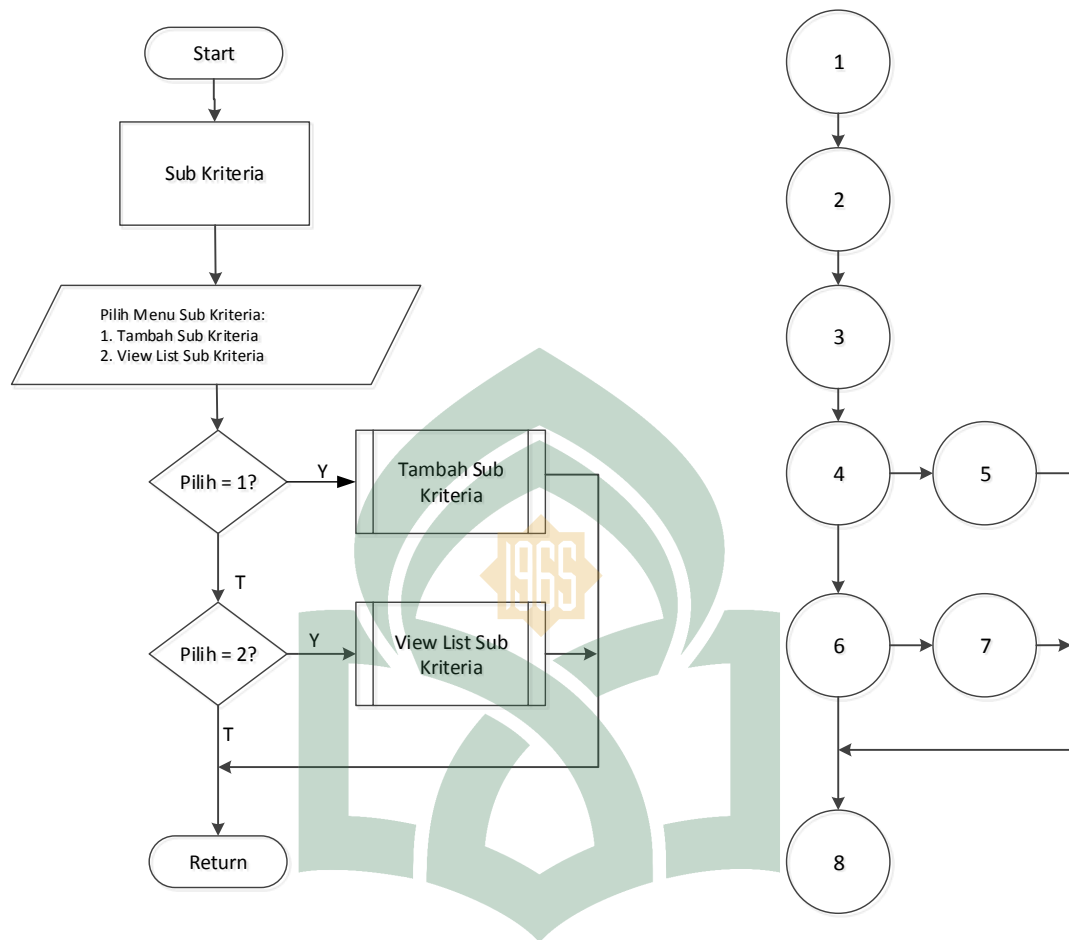 Start
Sub Kriteria
Pilih Menu Sub Kriteria:
1. Tambah Sub Kriteria
2. View List Sub Kriteria
Pilih = 1?
Y
Tambah Sub
Kriteria
T
Pilih = 2?
Y
View List Sub
Kriteria
T
Return
1965
1
2
3
4
5
6
7
8